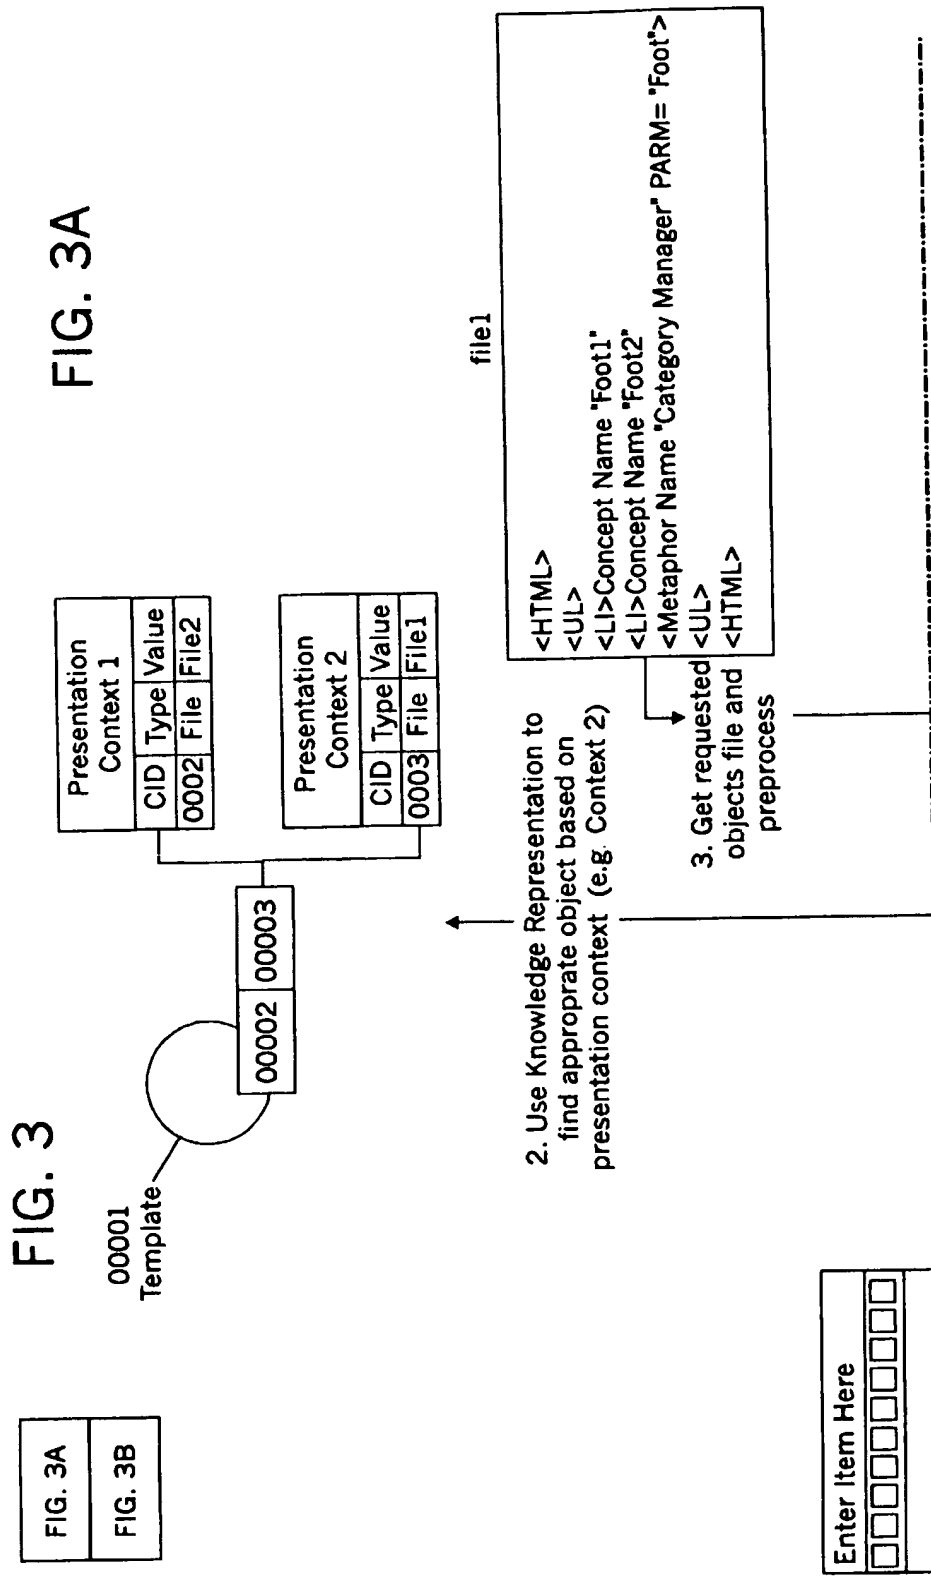 FIG. 3A
FIG. 3B
FIG. 3
FIG. 3A
00001
Template
00002 00003
Presentation
Context 1
CID Type Value
0002 File File2
Presentation
Context 2
CID Type Value
0003 File File1
2. Use Knowledge Representation to
find approprate object based on
presentation context (e.g. Context 2)
file1
<HTML>
<UL>
<LI>Concept Name "Foot1"
<LI>Concept Name "Foot2"
<Metaphor Name "Category Manager" PARM= "Foot">
<UL>
<HTML>
3. Get requested
objects file and
preprocess
Enter Item Here